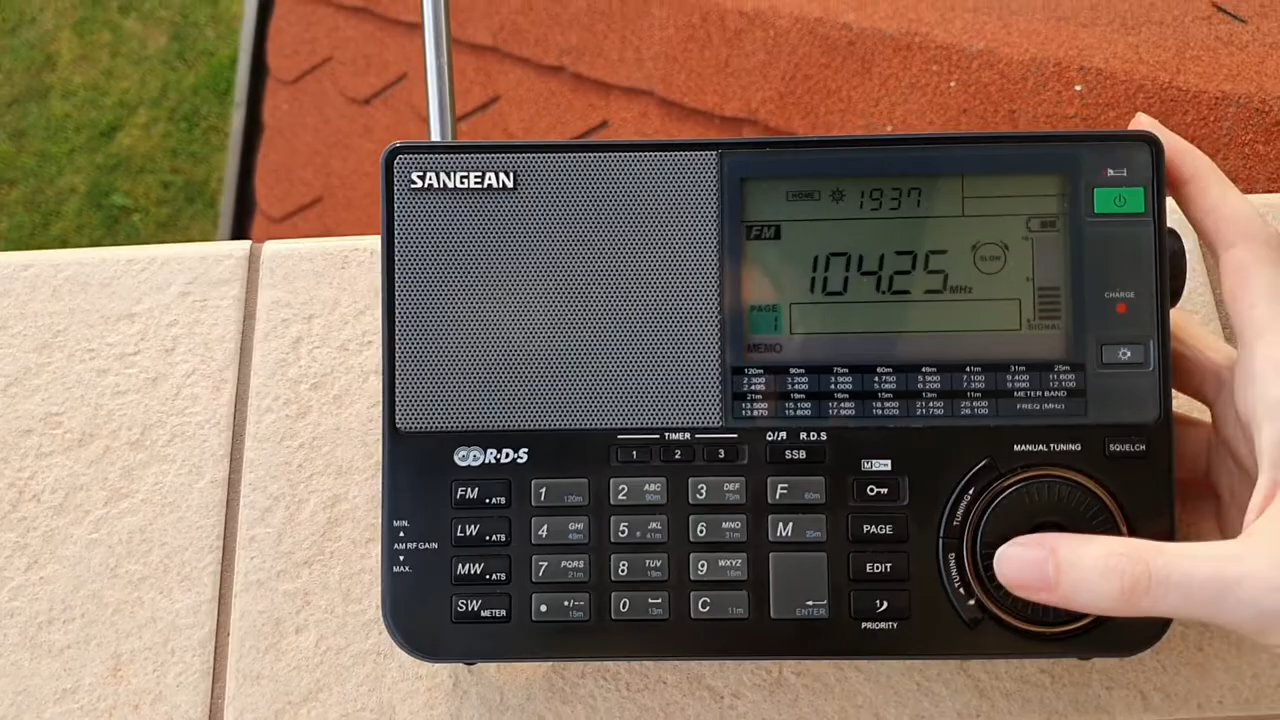 SANGEAN
HOME 1937
FM
104.25 MHz
SLOW
PAGE
1
MEMO
SIGNAL
CHARGE
120m 90m 75m 60m 49m 41m 31m 25m
2.300 3.200 3.900 4.750 5.900 7.100 9.400 11.600
2.495 3.400 4.000 5.060 6.200 7.350 9.990 12.100
21m 19m 16m 15m 13m 11m METER BAND
13.500 15.100 17.480 18.900 21.450 25.600 FREQ (MHz)
13.870 15.800 17.900 19.020 21.750 26.100
R·D·S
TIMER
1 2 3
R.D.S
SSB
MANUAL TUNING
SQUELCH
FM • ATS
LW • ATS
MW • ATS
SW METER
MIN.
AM RF GAIN
MAX.
1 120m
2 ABC 90m
3 DEF 75m
F 60m
4 GHI 49m
5 JKL 41m
6 MNO 31m
M 25m
7 PQRS 21m
8 TUV 19m
9 WXYZ 16m
ENTER
• */-- 15m
0 13m
C 11m
M
PAGE
EDIT
1
PRIORITY
TUNING
TUNING